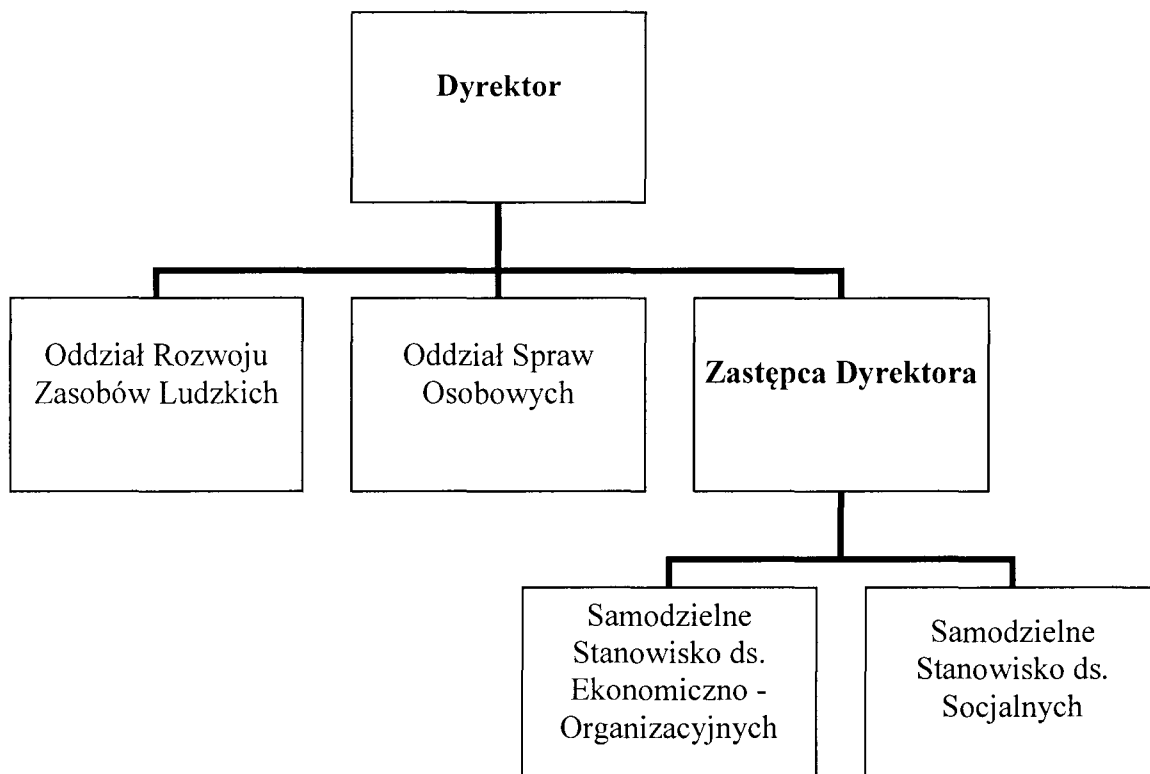 Dyrektor
Oddział Rozwoju
Zasobów Ludzkich
Oddział Spraw
Osobowych
Zastępca Dyrektora
Samodzielne
Stanowisko ds.
Ekonomiczno -
Organizacyjnych
Samodzielne
Stanowisko ds.
Socjalnych